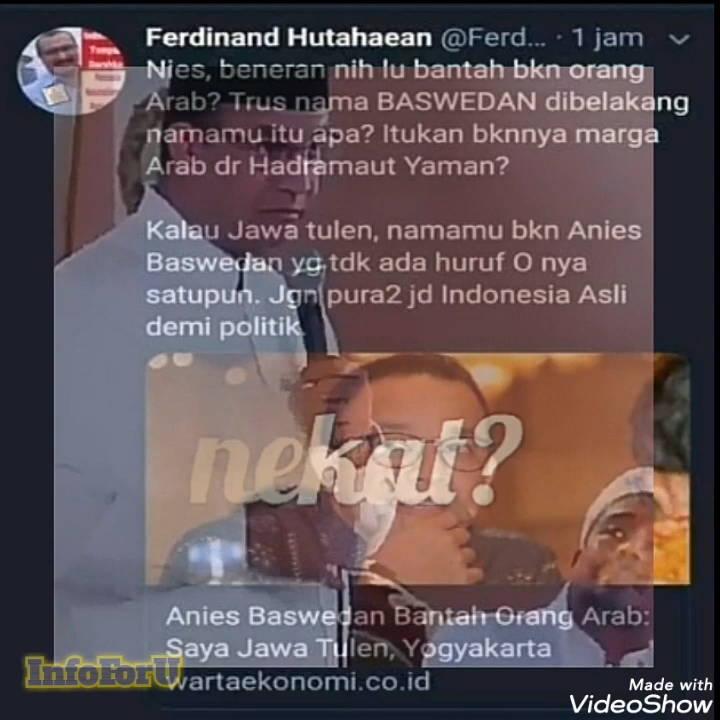 Ferdinand Hutahaean @Ferd... · 1 jam
Nies, beneran nih lu bantah bkn orang
Arab? Trus nama BASWEDAN dibelakang
namamu itu apa? Itukan bknnya marga
Arab dr Hadramaut Yaman?
Kalau Jawa tulen, namamu bkn Anies
Baswedan yg tdk ada huruf O nya
satupun. Jgn pura2 jd Indonesia Asli
demi politik.
nekat?
Anies Baswedan Bantah Orang Arab:
Saya Jawa Tulen, Yogyakarta
wartaekonomi.co.id
InfoForU
Made with
VideoShow